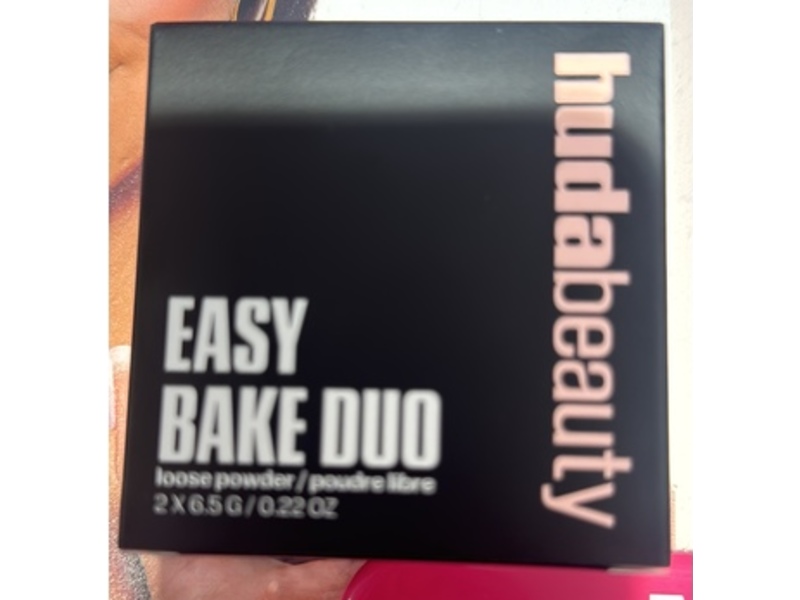 hudabeauty
EASY
BAKE DUO
loose powder / poudre libre
2 X 6.5 G / 0.22 OZ